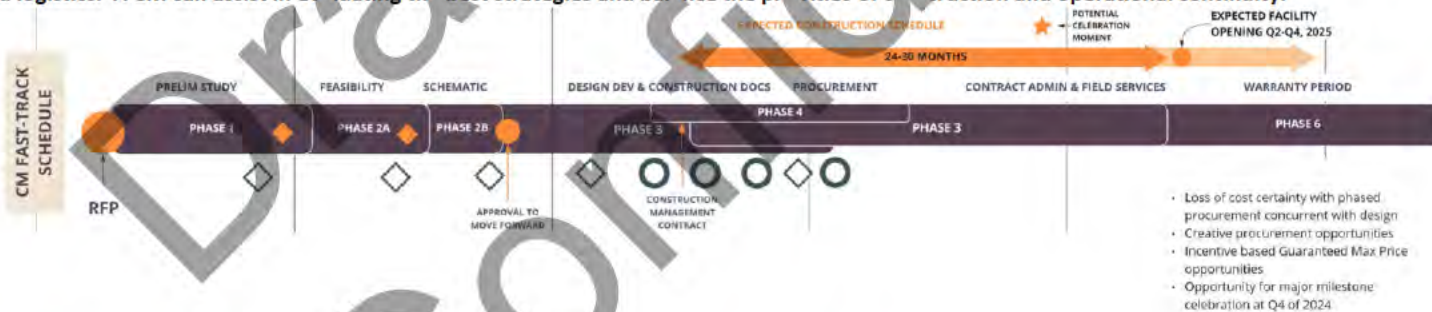 EXPECTED CONSTRUCTION SCHEDULE
POTENTIAL
CELEBRATION
MOMENT
EXPECTED FACILITY
OPENING Q2-Q4, 2025
24-30 MONTHS
CM FAST-TRACK
SCHEDULE
PRELIM STUDY
FEASIBILITY
SCHEMATIC
DESIGN DEV & CONSTRUCTION DOCS
PROCUREMENT
CONTRACT ADMIN & FIELD SERVICES
WARRANTY PERIOD
PHASE 1
PHASE 2A
PHASE 2B
PHASE 3
PHASE 4
PHASE 3
PHASE 6
RFP
APPROVAL TO
MOVE FORWARD
CONSTRUCTION
MANAGEMENT
CONTRACT
· Loss of cost certainty with phased
procurement concurrent with design
· Creative procurement opportunities
· Incentive based Guaranteed Max Price
opportunities
· Opportunity for major milestone
celebration at Q4 of 2024